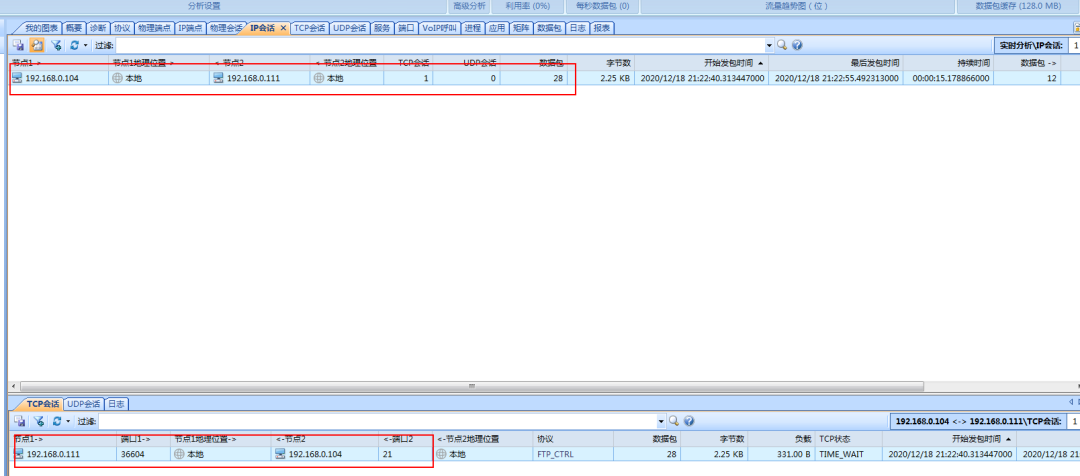 分析设置 高级分析 利用率 (0%) 每秒数据包 (0) 流量趋势图 ( 位 ) 数据包缓存 (128.0 MB)
我的图表 概要 诊断 协议 物理端点 IP端点 物理会话 IP会话 TCP会话 UDP会话 服务 端口 VoIP呼叫 进程 应用 矩阵 数据包 日志 报表
过滤: 实时分析\IP会话: 1
节点1-> 节点1地理位置-> <-节点2 <-节点2地理位置 TCP会话 UDP会话 数据包 字节数 开始发包时间 最后发包时间 持续时间 数据包 ->
192.168.0.104 本地 192.168.0.111 本地 1 0 28 2.25 KB 2020/12/18 21:22:40.313447000 2020/12/18 21:22:55.492313000 00:00:15.178866000 12
TCP会话 UDP会话 日志
过滤: 192.168.0.104 <-> 192.168.0.111\TCP会话: 1
节点1-> 端口1-> 节点1地理位置-> <-节点2 <-端口2 <-节点2地理位置 协议 数据包 字节数 负载 TCP状态 开始发包时间
192.168.0.111 36604 本地 192.168.0.104 21 本地 FTP_CTRL 28 2.25 KB 331.00 B TIME_WAIT 2020/12/18 21:22:40.313447000 2020/12/18